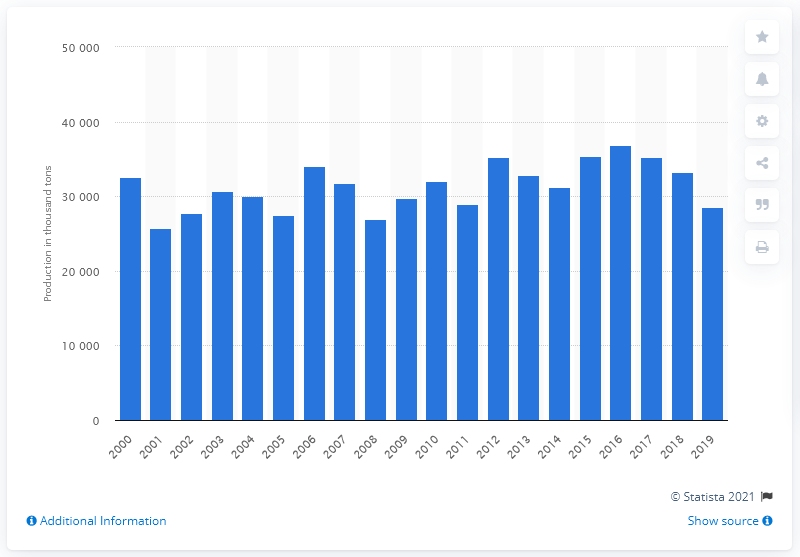 50 000
40 000
30 000
20 000
10 000
0
Production in thousand tons
2000 2001 2002 2003 2004 2005 2006 2007 2008 2009 2010 2011 2012 2013 2014 2015 2016 2017 2018 2019
© Statista 2021
Additional Information
Show source